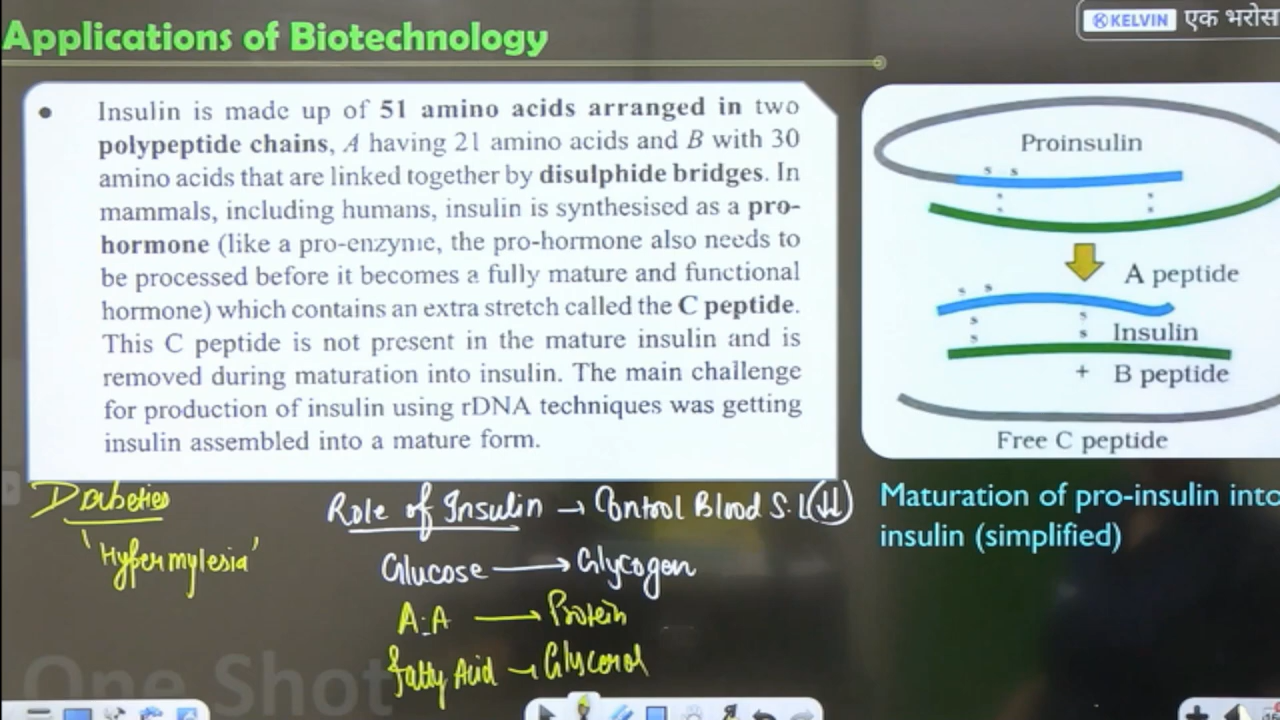 Applications of Biotechnology
KELVIN एक भरोस
• Insulin is made up of 51 amino acids arranged in two
polypeptide chains, A having 21 amino acids and B with 30
amino acids that are linked together by disulphide bridges. In
mammals, including humans, insulin is synthesised as a pro-
hormone (like a pro-enzyme, the pro-hormone also needs to
be processed before it becomes a fully mature and functional
hormone) which contains an extra stretch called the C peptide.
This C peptide is not present in the mature insulin and is
removed during maturation into insulin. The main challenge
for production of insulin using rDNA techniques was getting
insulin assembled into a mature form.
Proinsulin
s s
s s
s s
A peptide
s s
s s
s s
Insulin
+ B peptide
Free C peptide
Maturation of pro-insulin into
insulin (simplified)
Diabeties
'Hypermylesia'
Role of Insulin → Control Blood S.L(↓↓)
Glucose → Glycogen
A.A → Protein
Fatty Acid → Glycerol
One Shot